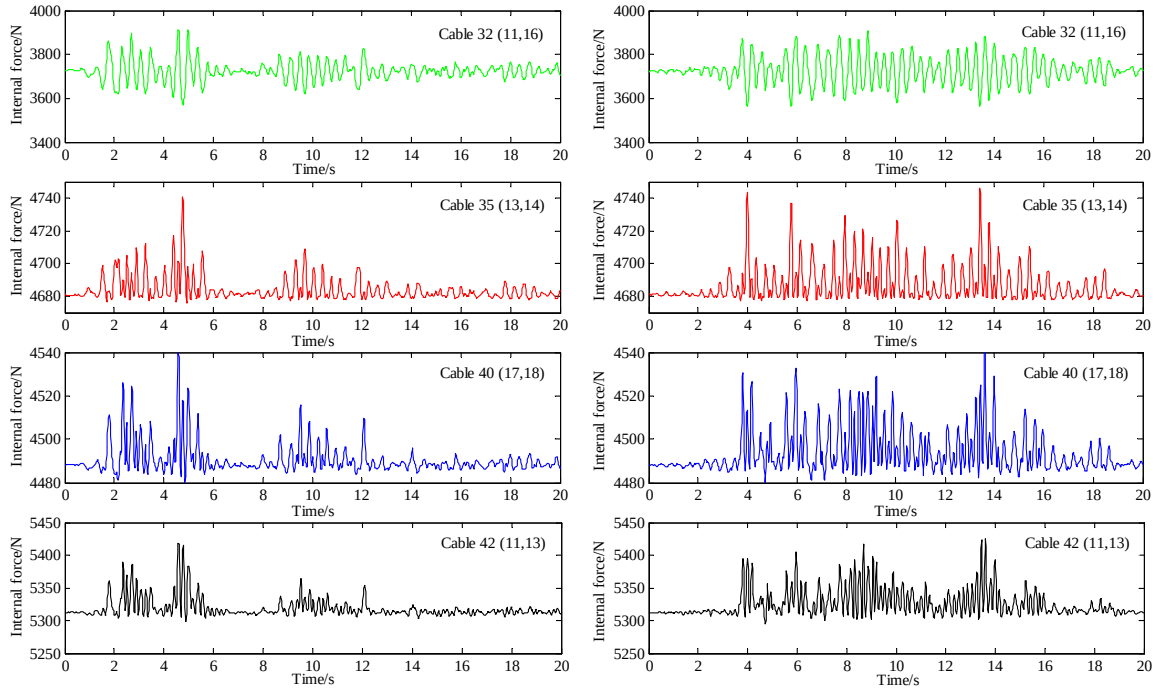 4000
3800
3600
3400
Internal force/N
Cable 32 (11,16)
0 2 4 6 8 10 12 14 16 18 20
Time/s
4000
3800
3600
3400
Internal force/N
Cable 32 (11,16)
0 2 4 6 8 10 12 14 16 18 20
Time/s
4740
4710
4680
Internal force/N
Cable 35 (13,14)
0 2 4 6 8 10 12 14 16 18 20
Time/s
4740
4710
4680
Internal force/N
Cable 35 (13,14)
0 2 4 6 8 10 12 14 16 18 20
Time/s
4540
4520
4500
4480
Internal force/N
Cable 40 (17,18)
0 2 4 6 8 10 12 14 16 18 20
Time/s
4540
4520
4500
4480
Internal force/N
Cable 40 (17,18)
0 2 4 6 8 10 12 14 16 18 20
Time/s
5450
5400
5350
5300
5250
Internal force/N
Cable 42 (11,13)
0 2 4 6 8 10 12 14 16 18 20
Time/s
5450
5400
5350
5300
5250
Internal force/N
Cable 42 (11,13)
0 2 4 6 8 10 12 14 16 18 20
Time/s